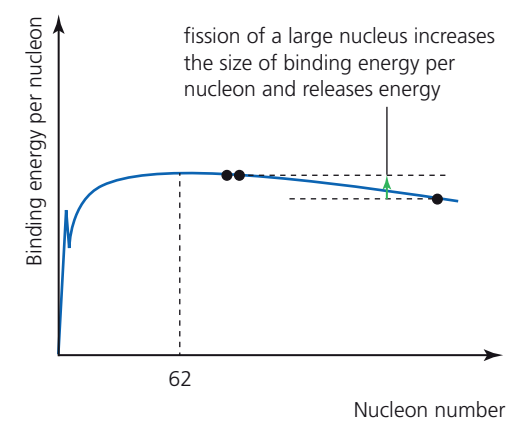 fission of a large nucleus increases
the size of binding energy per
nucleon and releases energy
Binding energy per nucleon
62
Nucleon number